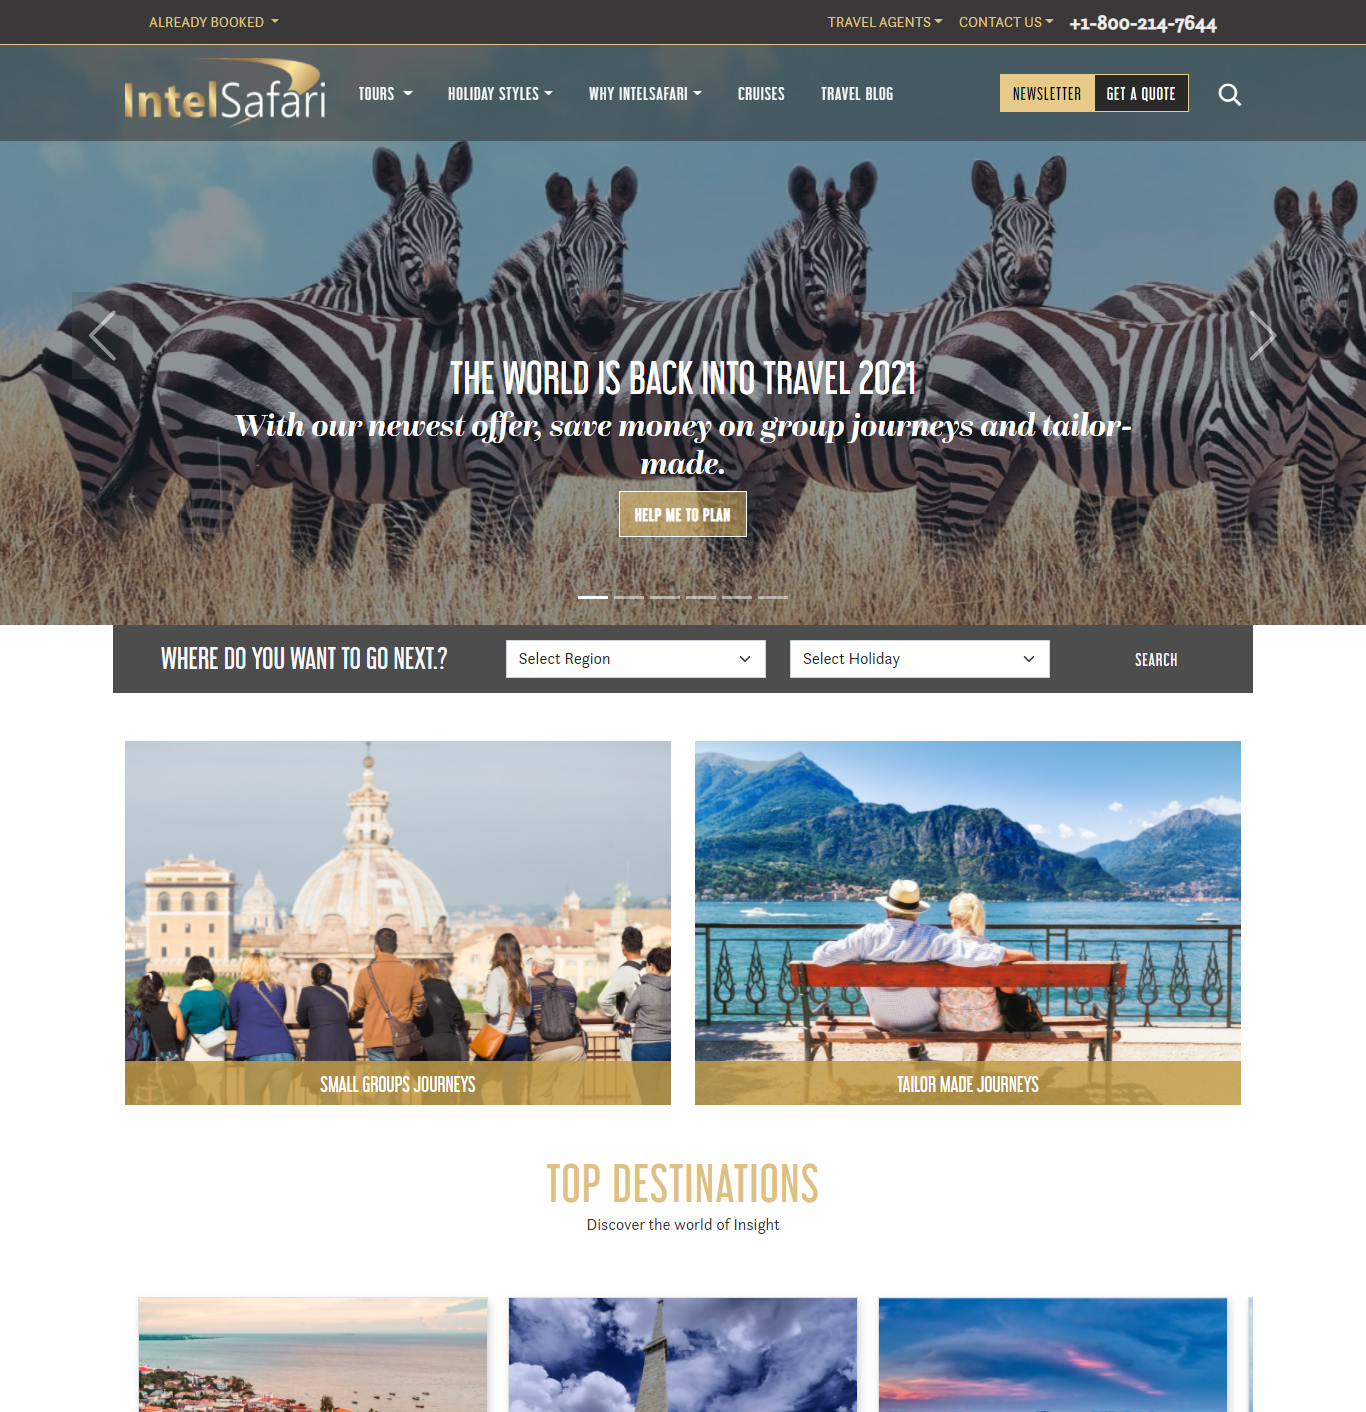 ALREADY BOOKED
TRAVEL AGENTS
CONTACT US
+1-800-214-7644
IntelSafari
TOURS
HOLIDAY STYLES
WHY INTELSAFARI
CRUISES
TRAVEL BLOG
NEWSLETTER
GET A QUOTE
THE WORLD IS BACK INTO TRAVEL 2021
With our newest offer, save money on group journeys and tailor-
made.
HELP ME TO PLAN
WHERE DO YOU WANT TO GO NEXT.?
Select Region
Select Holiday
SEARCH
SMALL GROUPS JOURNEYS
TAILOR MADE JOURNEYS
TOP DESTINATIONS
Discover the world of Insight